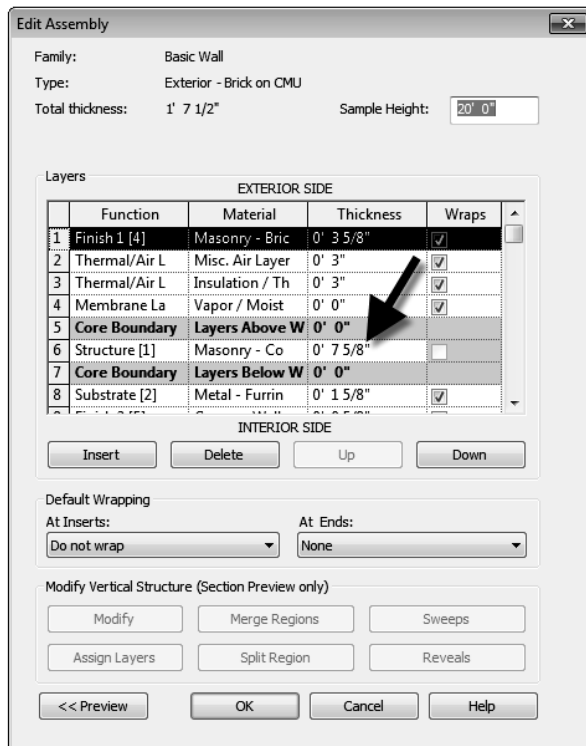 Edit Assembly
Family: Basic Wall
Type: Exterior - Brick on CMU
Total thickness: 1' 7 1/2" Sample Height: 20' 0"
Layers
EXTERIOR SIDE
Function Material Thickness Wraps
1 Finish 1 [4] Masonry - Bric 0' 3 5/8"
2 Thermal/Air L Misc. Air Layer 0' 3"
3 Thermal/Air L Insulation / Th 0' 3"
4 Membrane La Vapor / Moist 0' 0"
5 Core Boundary Layers Above W 0' 0"
6 Structure [1] Masonry - Co 0' 7 5/8"
7 Core Boundary Layers Below W 0' 0"
8 Substrate [2] Metal - Furrin 0' 1 5/8"
INTERIOR SIDE
Insert Delete Up Down
Default Wrapping
At Inserts: At Ends:
Do not wrap None
Modify Vertical Structure (Section Preview only)
Modify Merge Regions Sweeps
Assign Layers Split Region Reveals
<< Preview OK Cancel Help